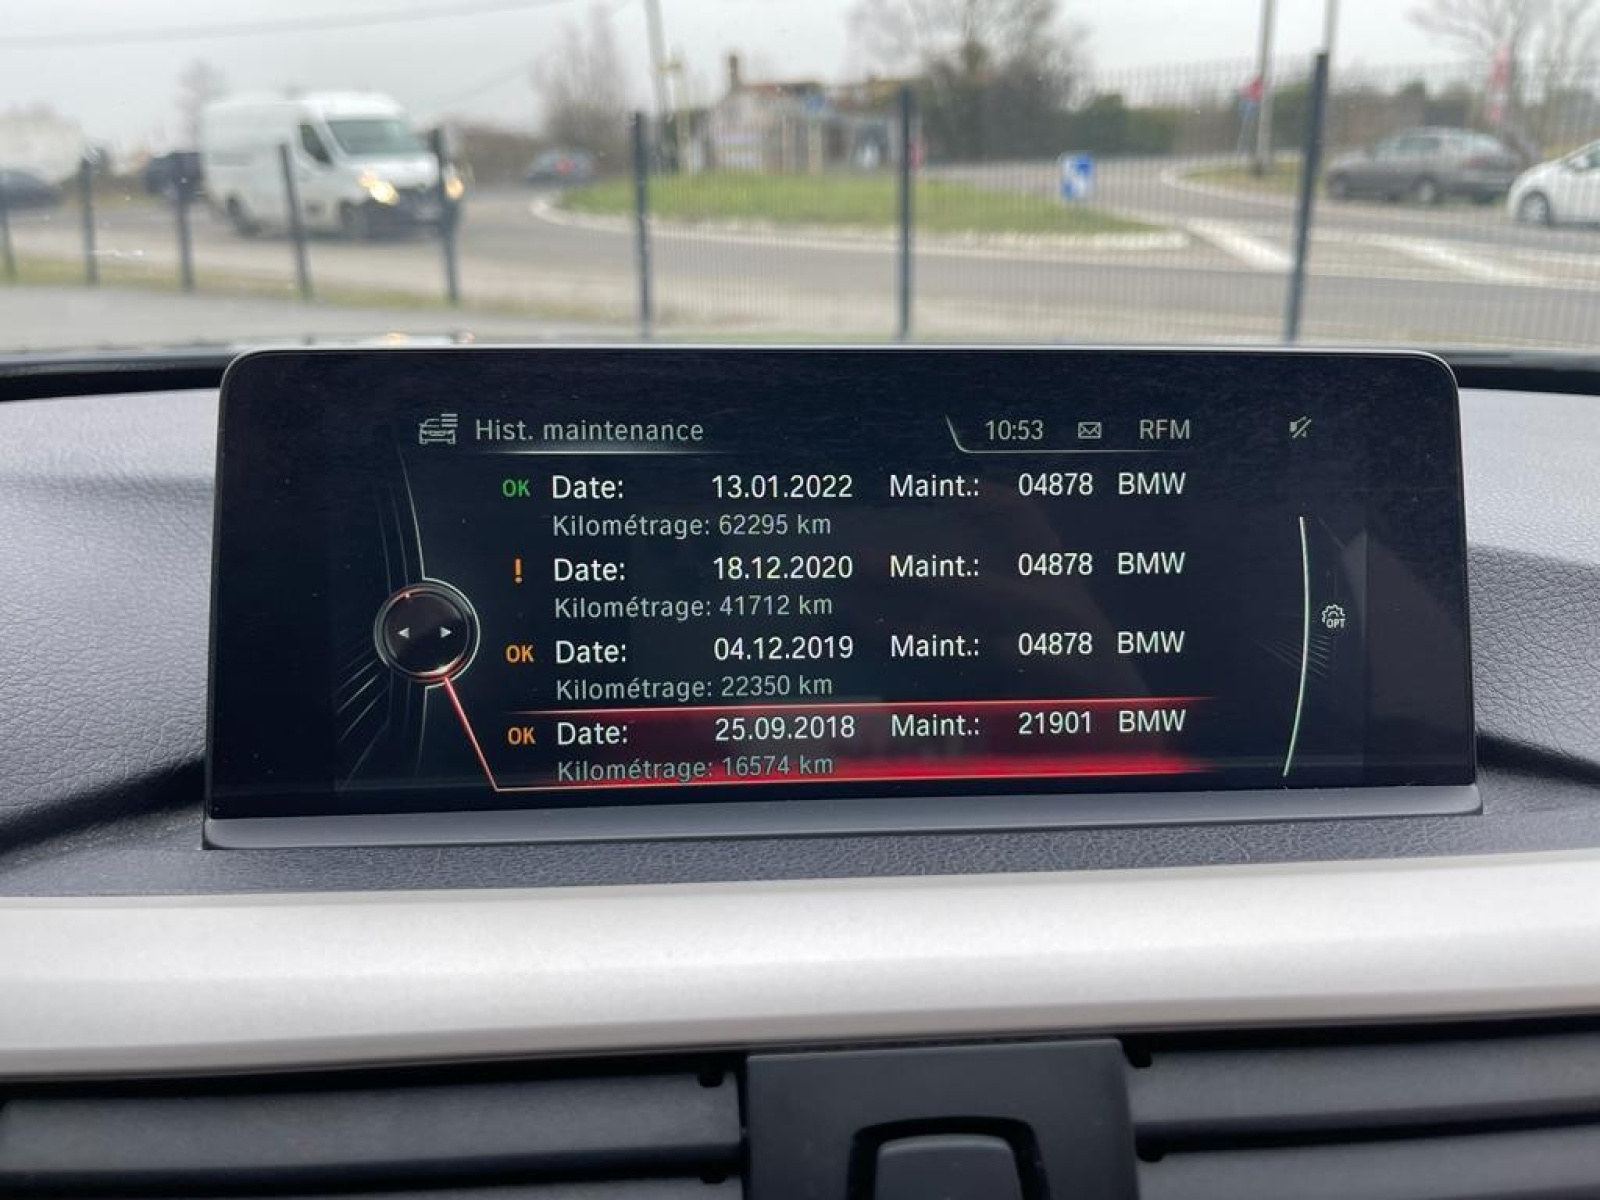 Hist. maintenance 10:53 RFM
OK Date: 13.01.2022 Maint.: 04878 BMW
Kilométrage: 62295 km
! Date: 18.12.2020 Maint.: 04878 BMW
Kilométrage: 41712 km
OK Date: 04.12.2019 Maint.: 04878 BMW
Kilométrage: 22350 km
OPT
OK Date: 25.09.2018 Maint.: 21901 BMW
Kilométrage: 16574 km